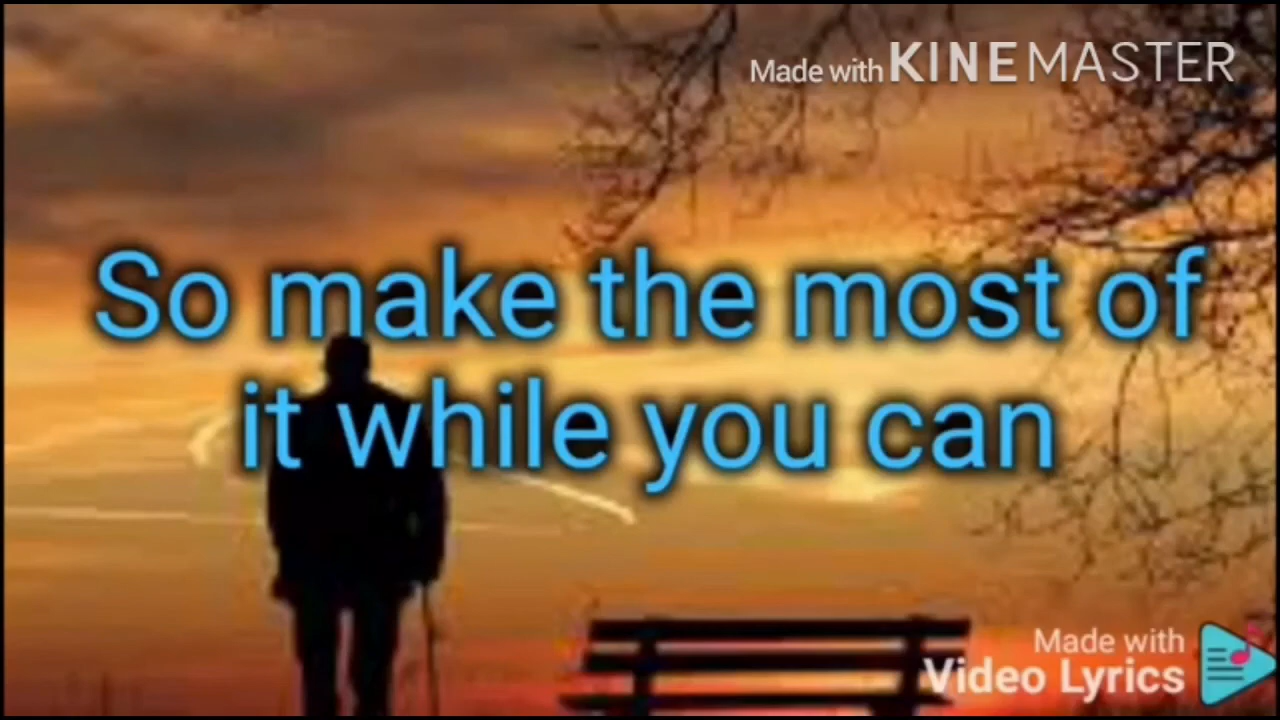 Made with KINEMASTER
So make the most of
it while you can
Made with
Video Lyrics